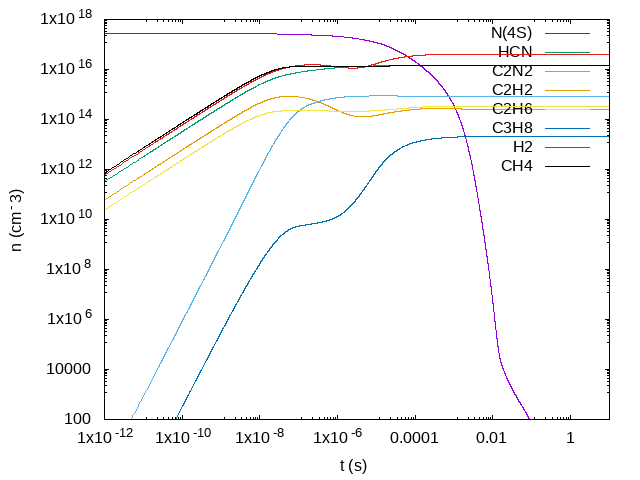 1x10 18
1x10 16
1x10 14
1x10 12
1x10 10
1x10 8
1x10 6
10000
100
n (cm- 3)
N(4S)
HCN
C2N2
C2H2
C2H6
C3H8
H2
CH4
1x10 -12
1x10 -10
1x10 -8
1x10 -6
0.0001
0.01
1
t (s)